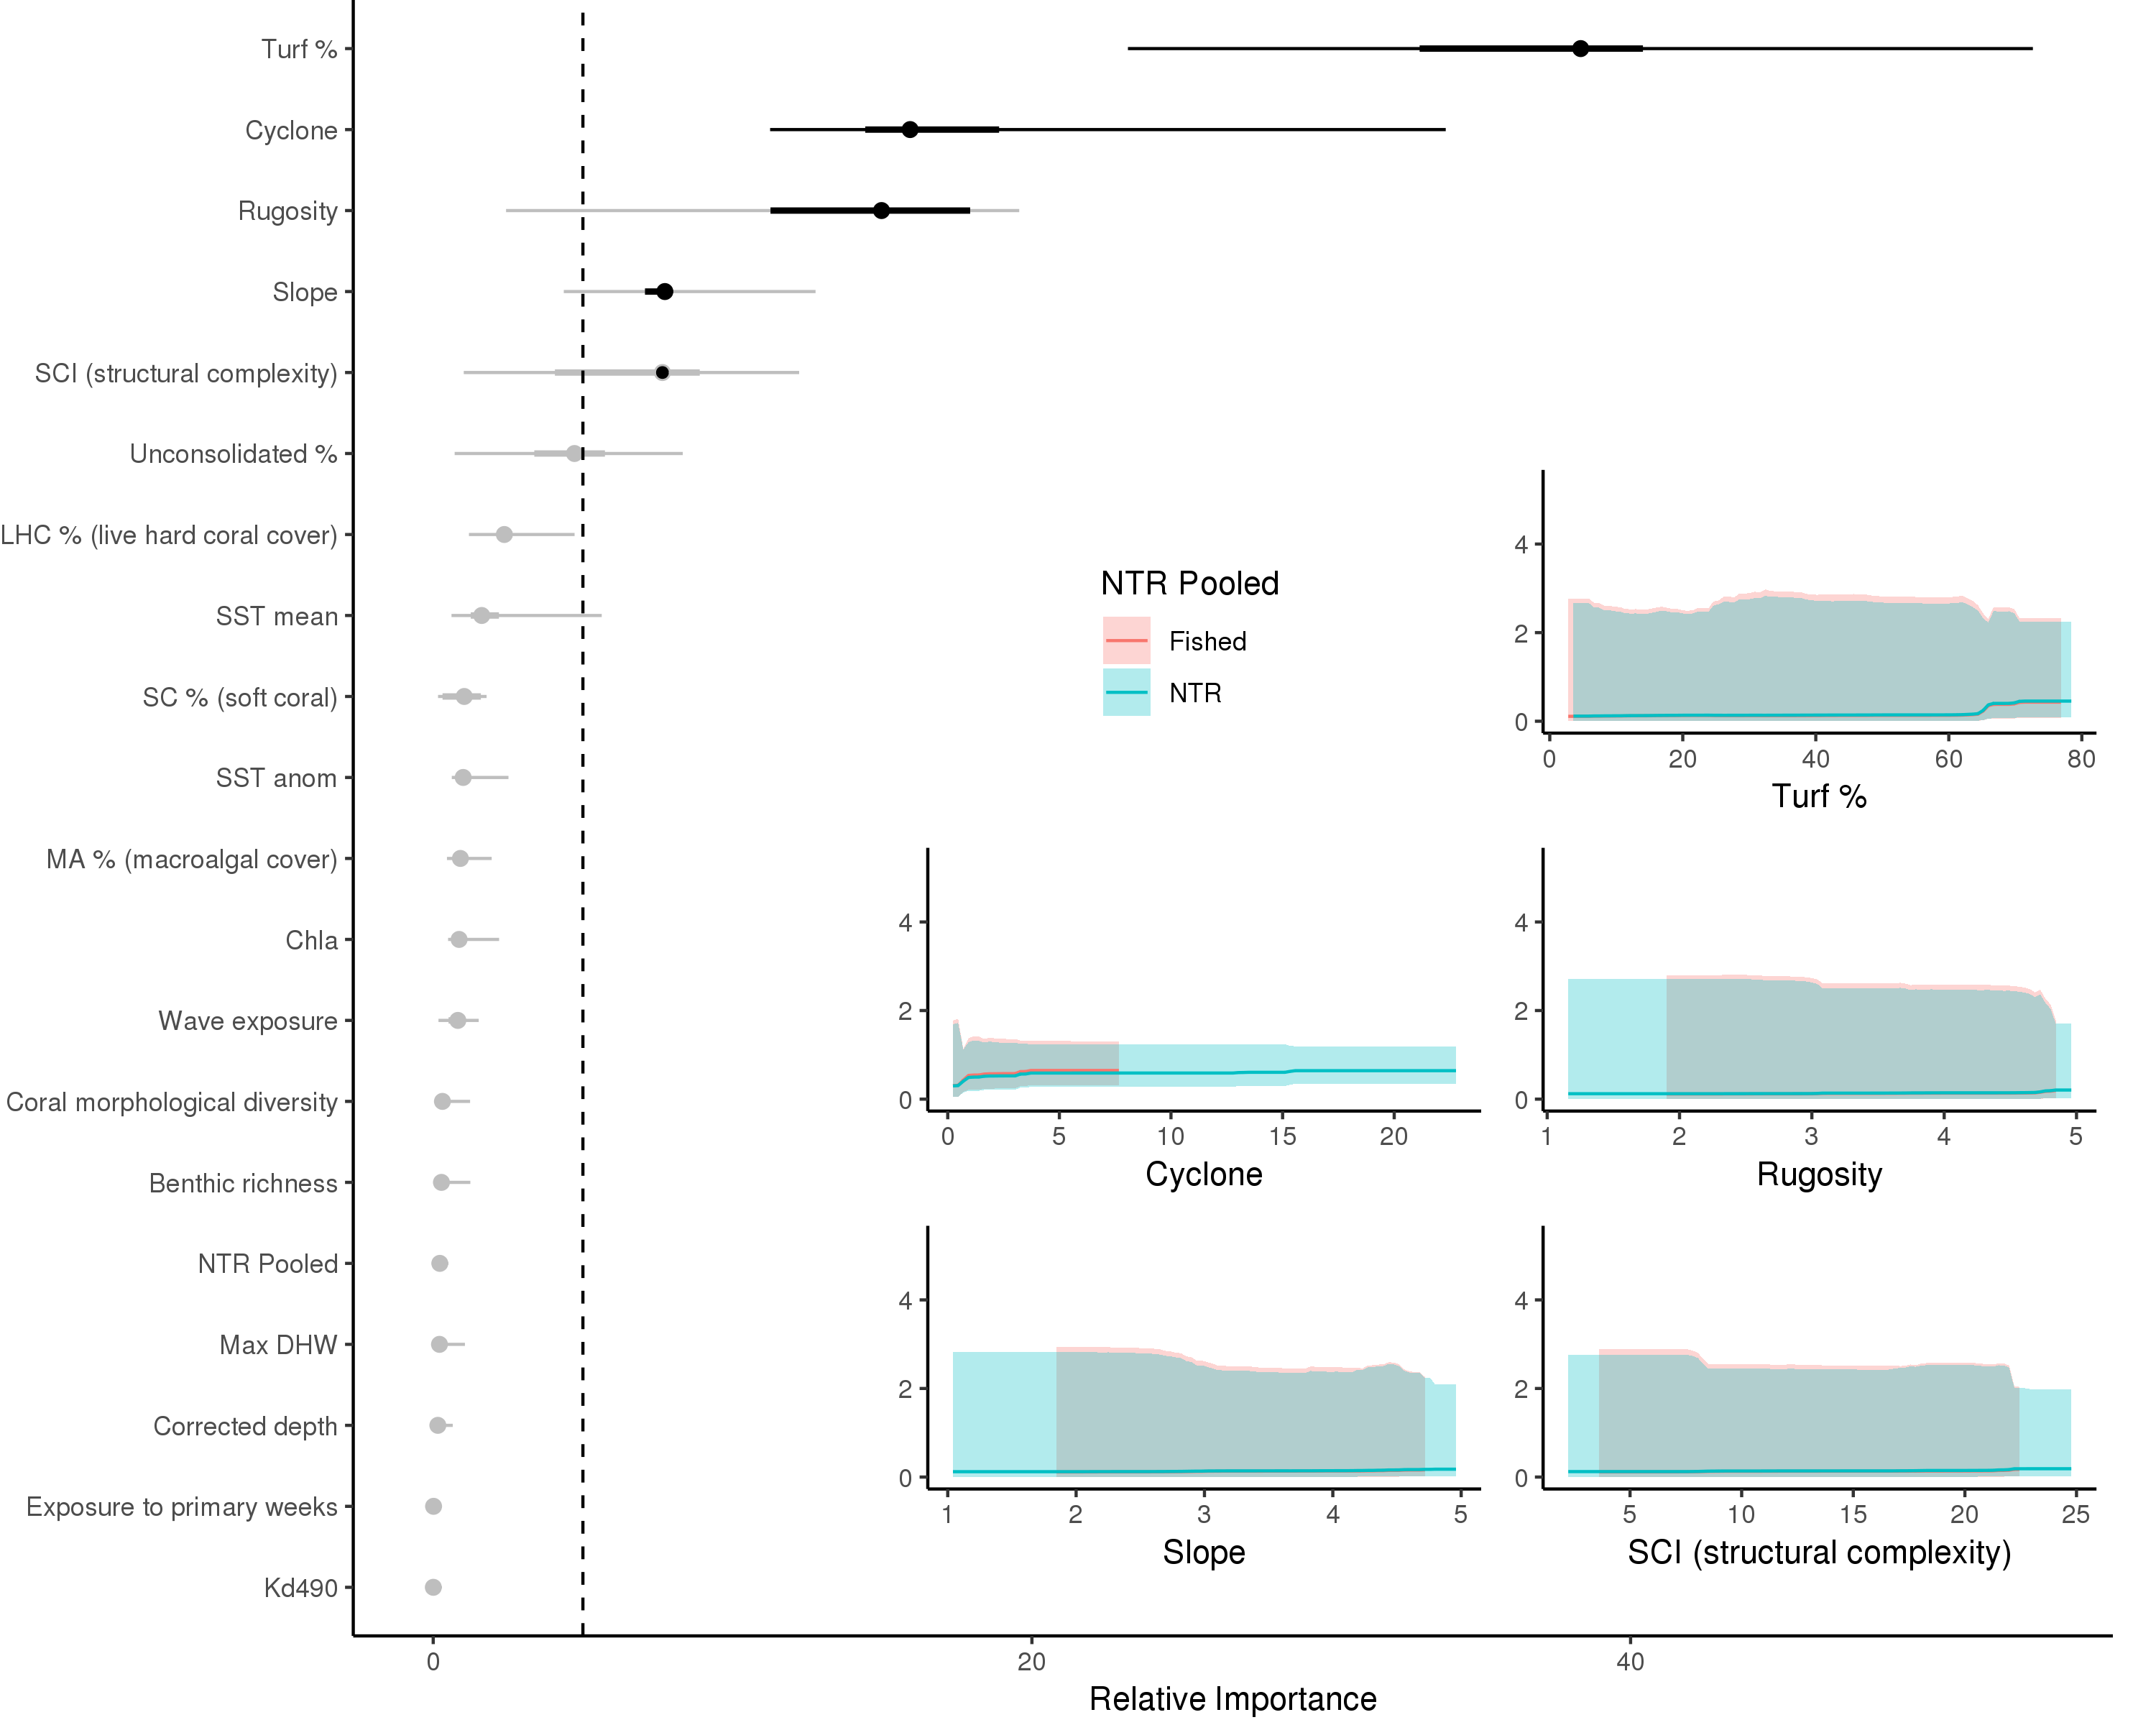 Turf %
Cyclone
Rugosity
Slope
SCI (structural complexity)
Unconsolidated %
LHC % (live hard coral cover)
SST mean
SC % (soft coral)
SST anom
MA % (macroalgal cover)
Chla
Wave exposure
Coral morphological diversity
Benthic richness
NTR Pooled
Max DHW
Corrected depth
Exposure to primary weeks
Kd490
0 20 40
Relative Importance
NTR Pooled
Fished
NTR
4
2
0
0 20 40 60 80
Turf %
4
2
0
0 5 10 15 20
Cyclone
4
2
0
1 2 3 4 5
Rugosity
4
2
0
1 2 3 4 5
Slope
4
2
0
5 10 15 20 25
SCI (structural complexity)